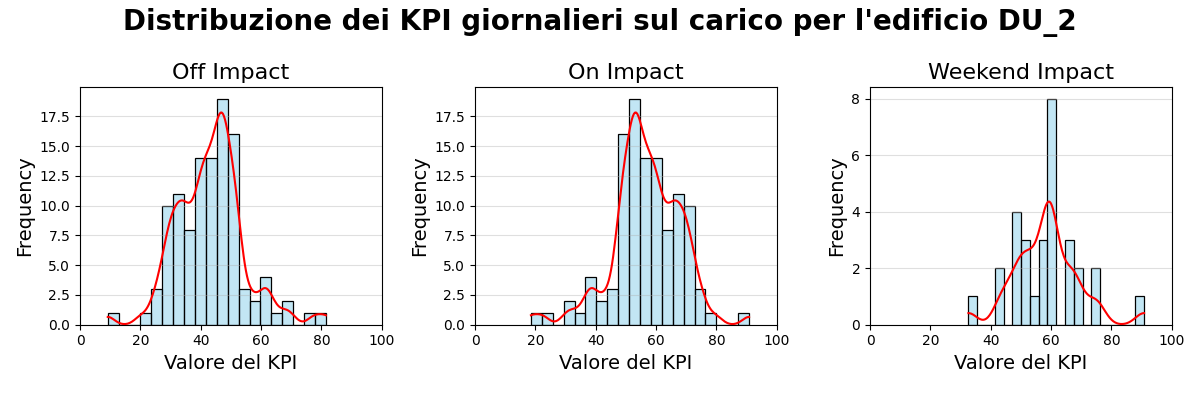 Distribuzione dei KPI giornalieri sul carico per l'edificio DU_2
Off Impact
Frequency
17.5
15.0
12.5
10.0
7.5
5.0
2.5
0.0
0 20 40 60 80 100
Valore del KPI
On Impact
Frequency
17.5
15.0
12.5
10.0
7.5
5.0
2.5
0.0
0 20 40 60 80 100
Valore del KPI
Weekend Impact
Frequency
8
6
4
2
0
0 20 40 60 80 100
Valore del KPI